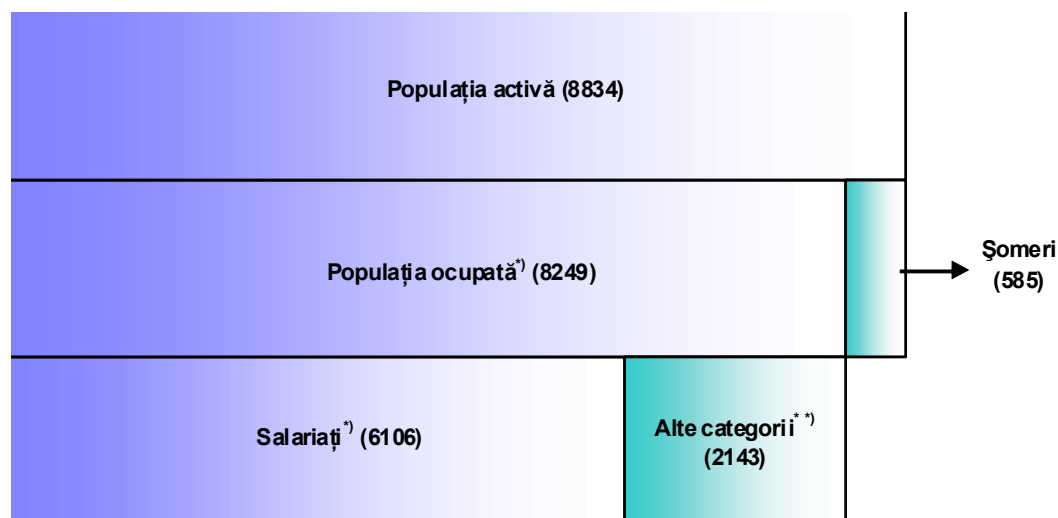 Populația activă (8834)
Populația ocupată*) (8249)
Şomeri
(585)
Salariați*) (6106)
Alte categorii* *)
(2143)